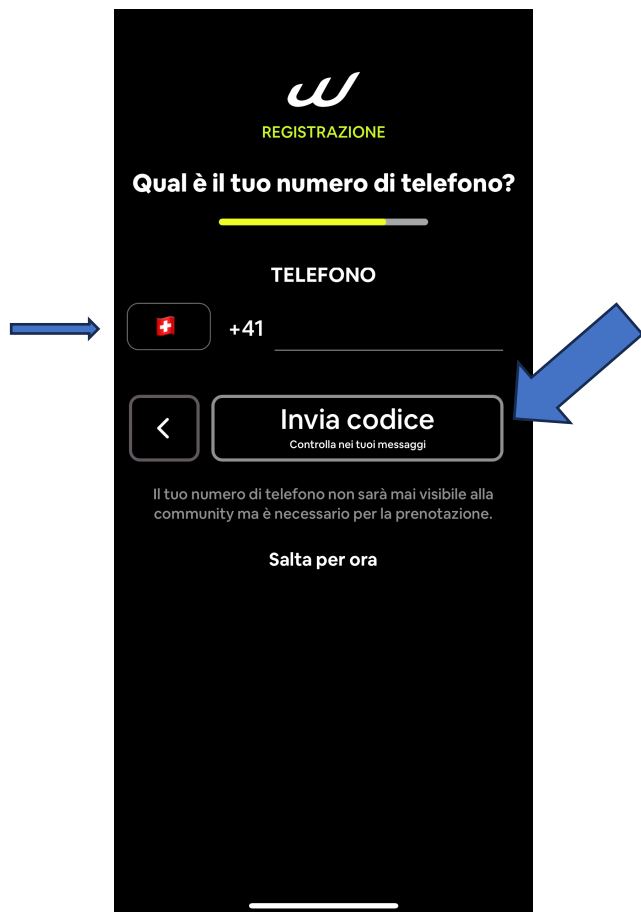 REGISTRAZIONE
Qual è il tuo numero di telefono?
TELEFONO
+41
Invia codice
Controlla nei tuoi messaggi
Il tuo numero di telefono non sarà mai visibile alla
community ma è necessario per la prenotazione.
Salta per ora